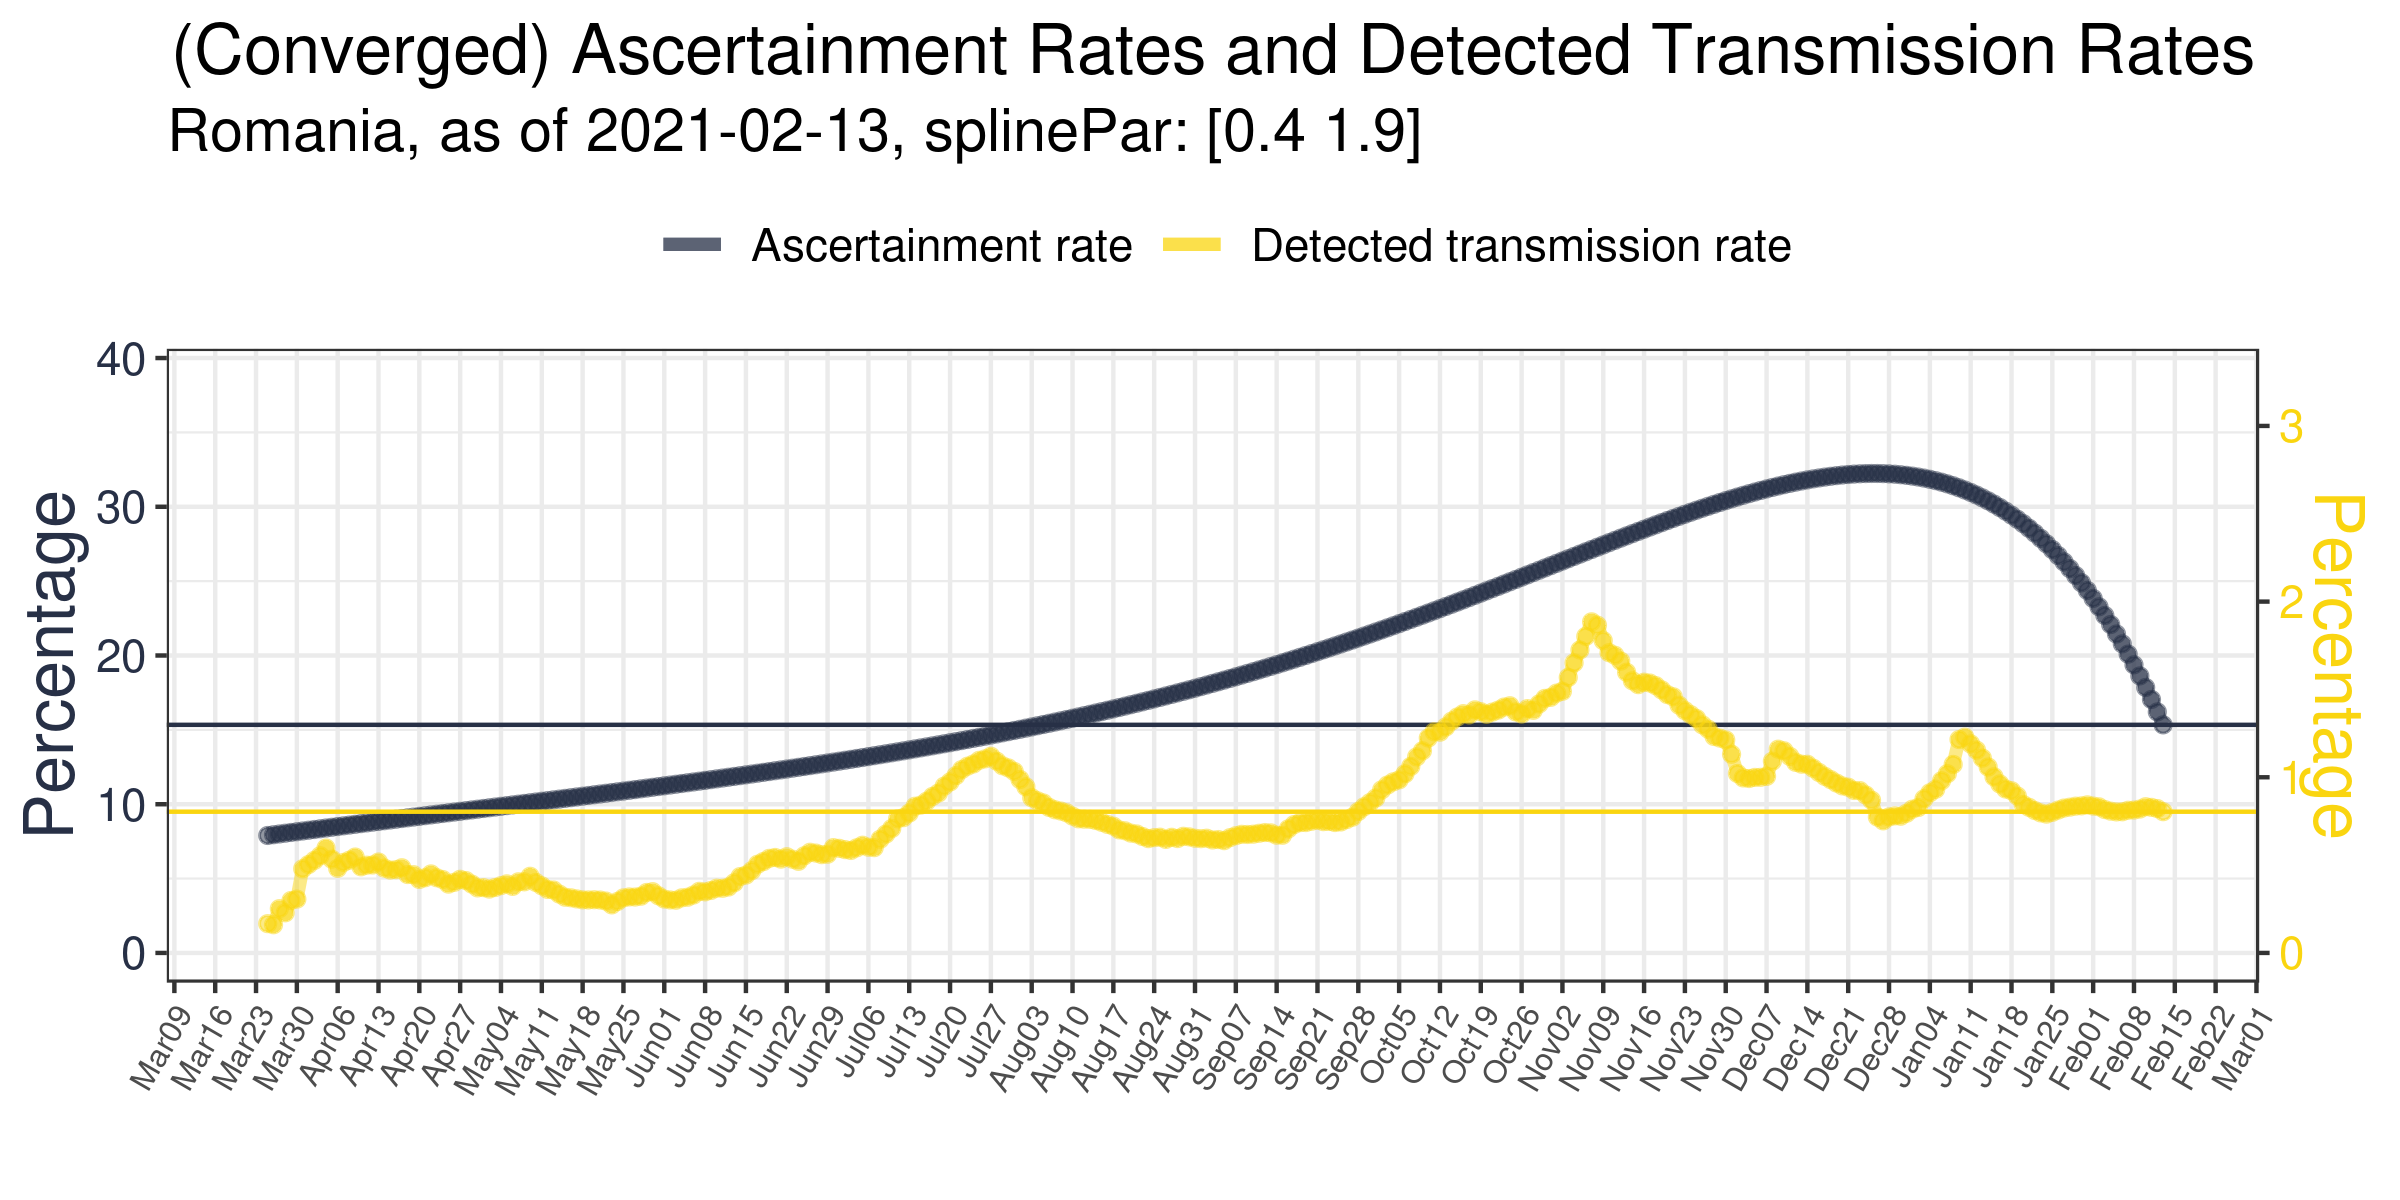 (Converged) Ascertainment Rates and Detected Transmission Rates
Romania, as of 2021-02-13, splinePar: [0.4 1.9]
Ascertainment rate Detected transmission rate
Percentage
40
30
20
10
0
3
2
1
0
Percentage
Mar09 Mar16 Mar23 Mar30 Apr06 Apr13 Apr20 Apr27 May04 May11 May18 May25 Jun01 Jun08 Jun15 Jun22 Jun29 Jul06 Jul13 Jul20 Jul27 Aug03 Aug10 Aug17 Aug24 Aug31 Sep07 Sep14 Sep21 Sep28 Oct05 Oct12 Oct19 Oct26 Nov02 Nov09 Nov16 Nov23 Nov30 Dec07 Dec14 Dec21 Dec28 Jan04 Jan11 Jan18 Jan25 Feb01 Feb08 Feb15 Feb22 Mar01